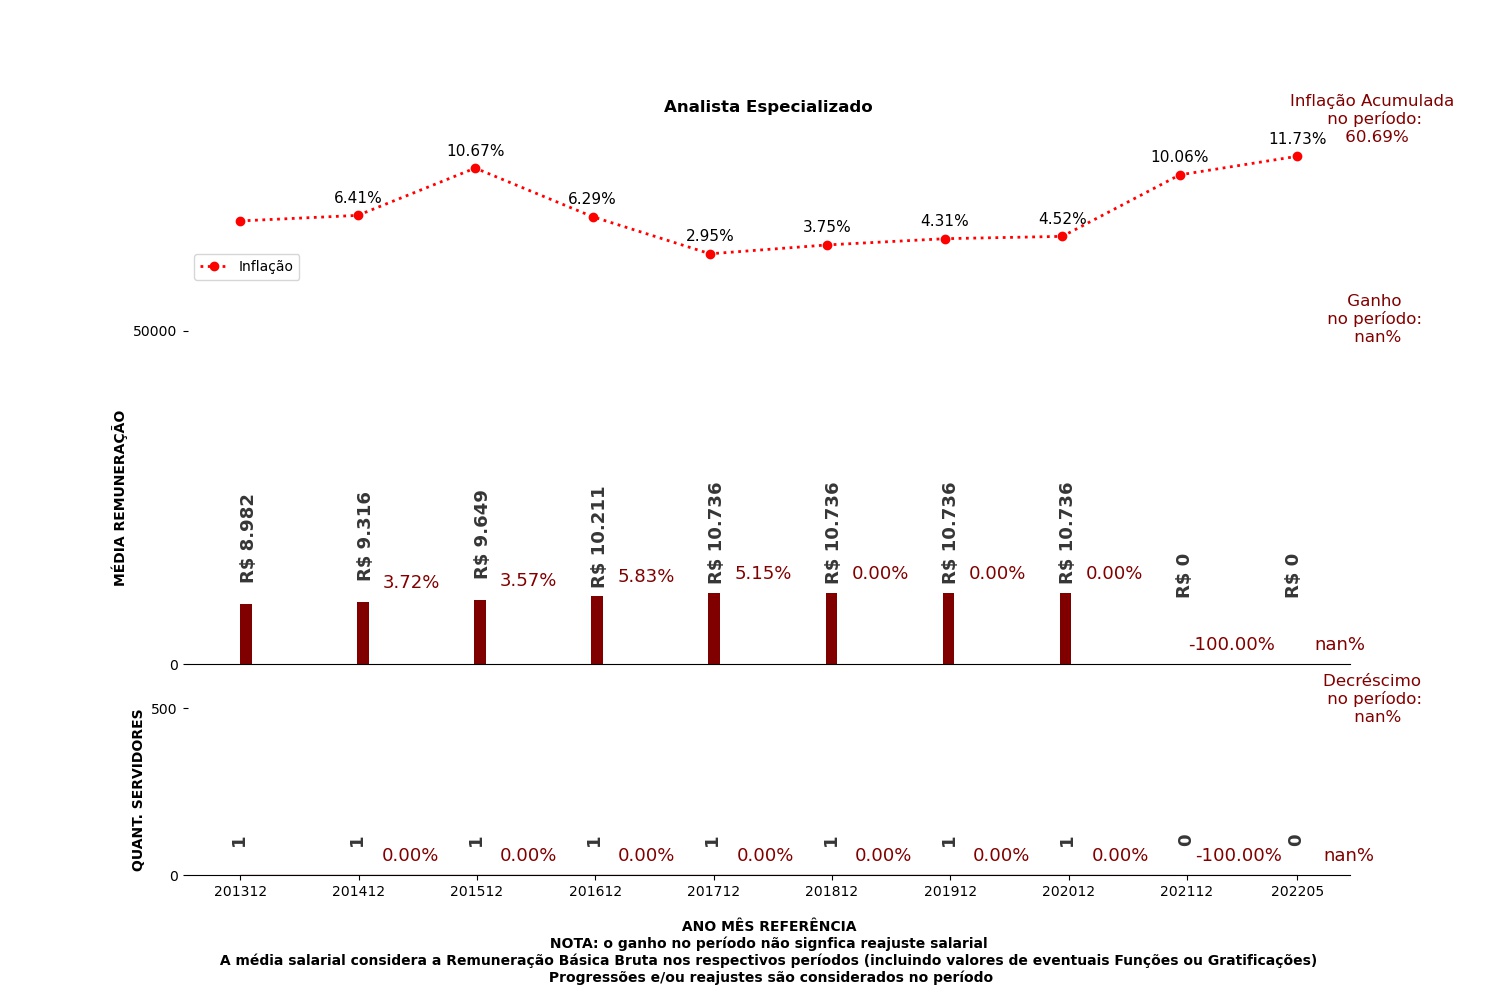 Analista Especializado
Inflação Acumulada
no período:
60.69%
6.41%
10.67%
6.29%
2.95%
3.75%
4.31%
4.52%
10.06%
11.73%
Inflação
Ganho
no período:
nan%
50000
0
MÉDIA REMUNERAÇÃO
R$ 8.982
R$ 9.316
R$ 9.649
R$ 10.211
R$ 10.736
R$ 10.736
R$ 10.736
R$ 10.736
R$ 0
R$ 0
3.72%
3.57%
5.83%
5.15%
0.00%
0.00%
0.00%
-100.00%
nan%
Decréscimo
no período:
nan%
500
0
QUANT. SERVIDORES
1
1
1
1
1
1
1
1
0
0
0.00%
0.00%
0.00%
0.00%
0.00%
0.00%
0.00%
-100.00%
nan%
201312
201412
201512
201612
201712
201812
201912
202012
202112
202205
ANO MÊS REFERÊNCIA
NOTA: o ganho no período não signfica reajuste salarial
A média salarial considera a Remuneração Básica Bruta nos respectivos períodos (incluindo valores de eventuais Funções ou Gratificações)
Progressões e/ou reajustes são considerados no período